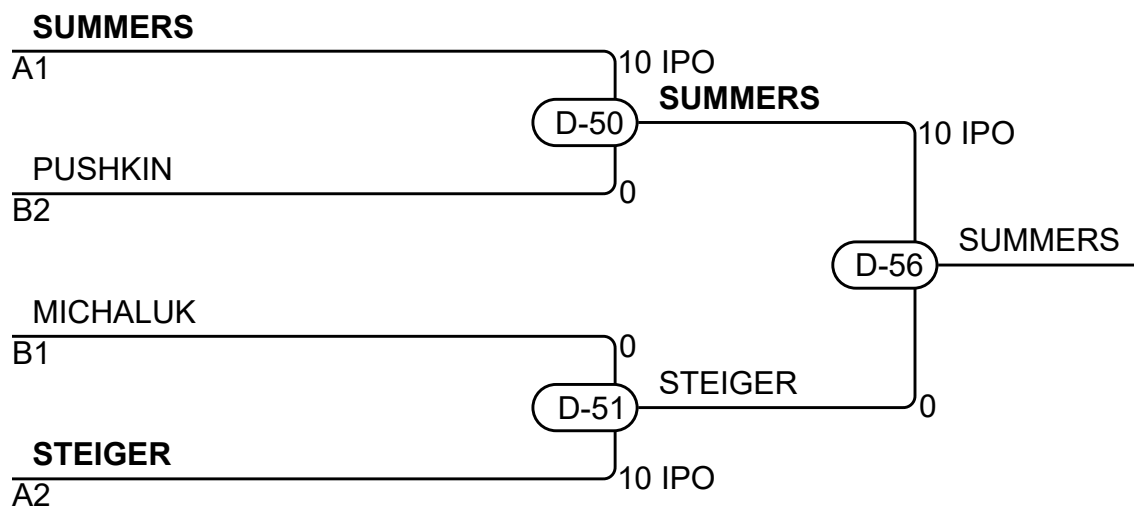 SUMMERS
A1
10 IPO
D-50
SUMMERS
PUSHKIN
B2
0
10 IPO
D-56
SUMMERS
MICHALUK
B1
0
D-51
STEIGER
0
STEIGER
A2
10 IPO